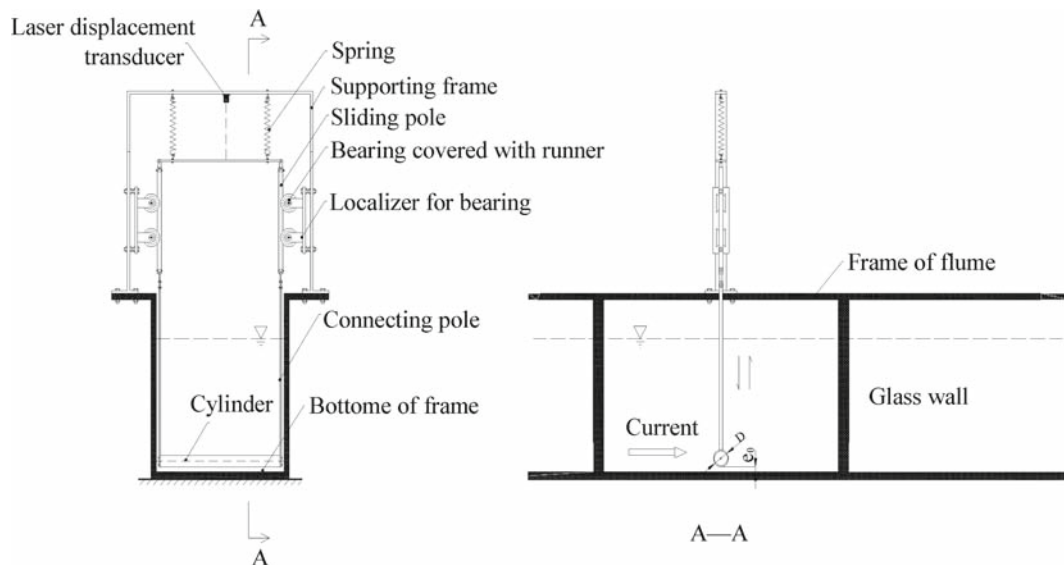 A
Laser displacement
transducer
Spring
Supporting frame
Sliding pole
Bearing covered with runner
Localizer for bearing
Connecting pole
Cylinder
Bottome of frame
A
Frame of flume
Glass wall
Current
D
e₀
A—A